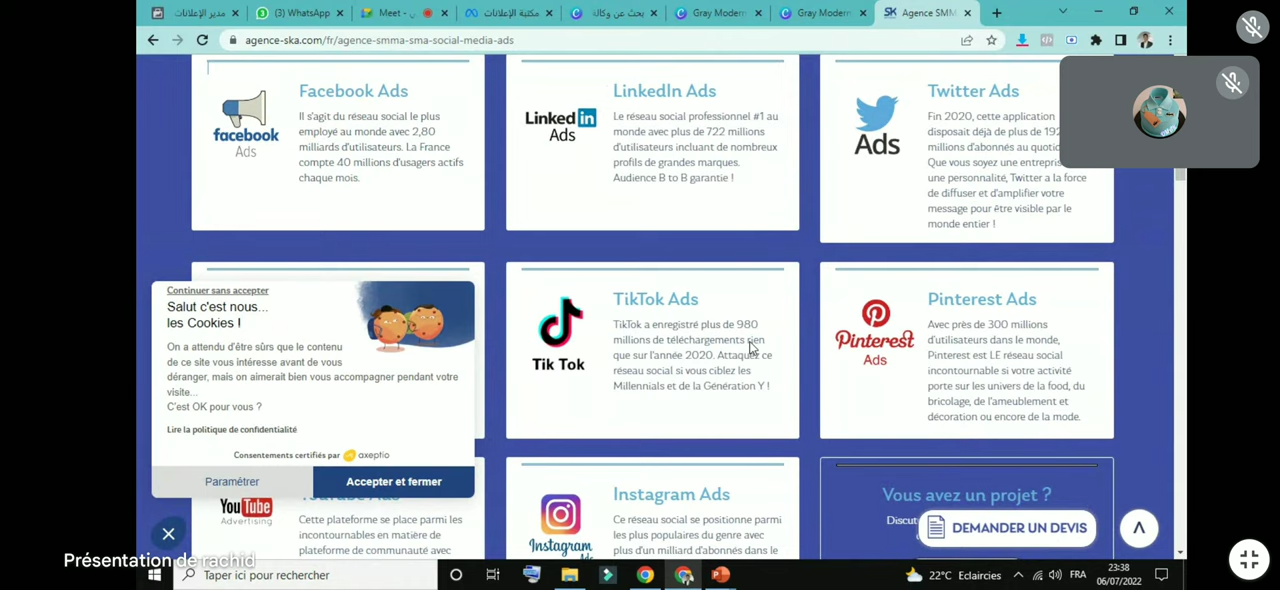 مدير الإعلانات
(3) WhatsApp
Meet -
مكتبة الإعلانات
بحث عن وكالة
Gray Modern
Gray Modern
Agence SMM
agence-ska.com/fr/agence-smma-sma-social-media-ads
facebook
Ads
Facebook Ads
Il s'agit du réseau social le plus
employé au monde avec 2,80
milliards d'utilisateurs. La France
compte 40 millions d'usagers actifs
chaque mois.
Linked in
Ads
LinkedIn Ads
Le réseau social professionnel #1 au
monde avec plus de 722 millions
d'utilisateurs incluant de nombreux
profils de grandes marques.
Audience B to B garantie !
Ads
Twitter Ads
Fin 2020, cette application
disposait déjà de plus de 192
millions d'abonnés au quoti
Que vous soyez une entrepris
une personnalité, Twitter a la force
de diffuser et d'amplifier votre
message pour être visible par le
monde entier !
Continuer sans accepter
Salut c'est nous...
les Cookies !
On a attendu d'être sûrs que le contenu
de ce site vous intéresse avant de vous
déranger, mais on aimerait bien vous accompagner pendant votre
visite...
C'est OK pour vous ?
Lire la politique de confidentialité
Consentements certifiés par axeptio
Paramétrer
Accepter et fermer
Tik Tok
TikTok Ads
TikTok a enregistré plus de 980
millions de téléchargements rien
que sur l'année 2020. Attaquez ce
réseau social si vous ciblez les
Millennials et de la Génération Y !
Pinterest
Ads
Pinterest Ads
Avec près de 300 millions
d'utilisateurs dans le monde,
Pinterest est LE réseau social
incontournable si votre activité
porte sur les univers de la food, du
bricolage, de l'ameublement et
décoration ou encore de la mode.
YouTube
Advertising
YouTube Ads
Cette plateforme se place parmi les
incontournables en matière de
plateforme de communauté avec
Instagram
Instagram Ads
Ce réseau social se positionne parmi
les plus populaires du genre avec
plus d'un milliard d'abonnés dans le
Vous avez un projet ?
Discut
DEMANDER UN DEVIS
Présentation de rachid
Taper ici pour rechercher
22°C Eclaircies
FRA
23:38
06/07/2022